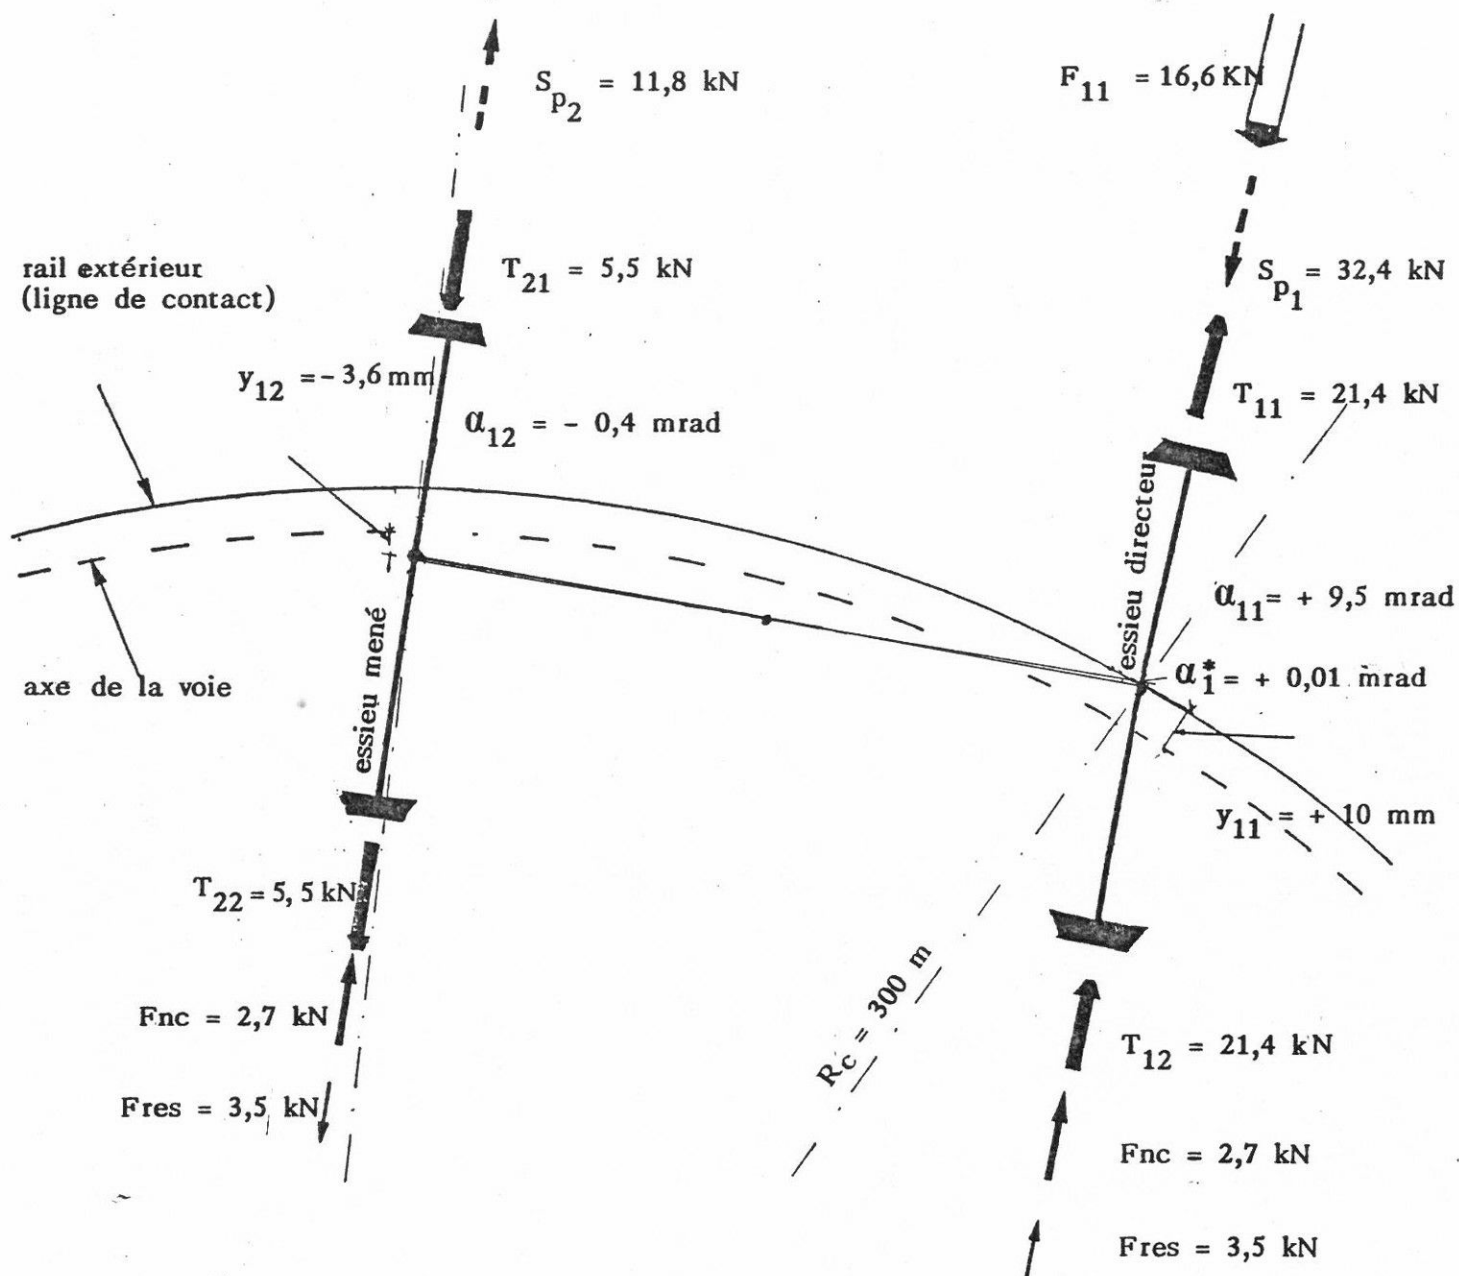 S_p2 = 11,8 kN
F_11 = 16,6 KN
rail extérieur
(ligne de contact)
T_21 = 5,5 kN
S_p1 = 32,4 kN
y_12 = - 3,6 mm
T_11 = 21,4 kN
α_12 = - 0,4 mrad
essieu directeur
α_11 = + 9,5 mrad
essieu mené
axe de la voie
α*_1 = + 0,01 mrad
y_11 = + 10 mm
T_22 = 5,5 kN
R_c = 300 m
Fnc = 2,7 kN
T_12 = 21,4 kN
Fres = 3,5 kN
Fnc = 2,7 kN
Fres = 3,5 kN